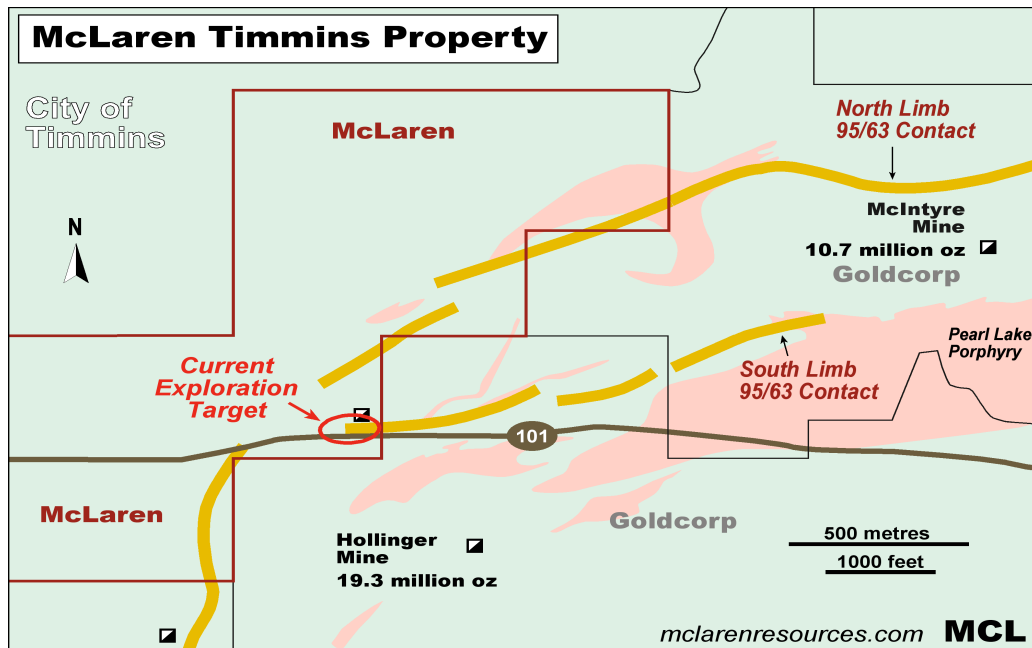 McLaren Timmins Property
City of
Timmins
McLaren
North Limb
95/63 Contact
N
McIntyre
Mine
10.7 million oz
Goldcorp
Pearl Lake
Porphyry
Current
Exploration
Target
South Limb
95/63 Contact
101
McLaren
Goldcorp
500 metres
1000 feet
Hollinger
Mine
19.3 million oz
mclarenresources.com MCL